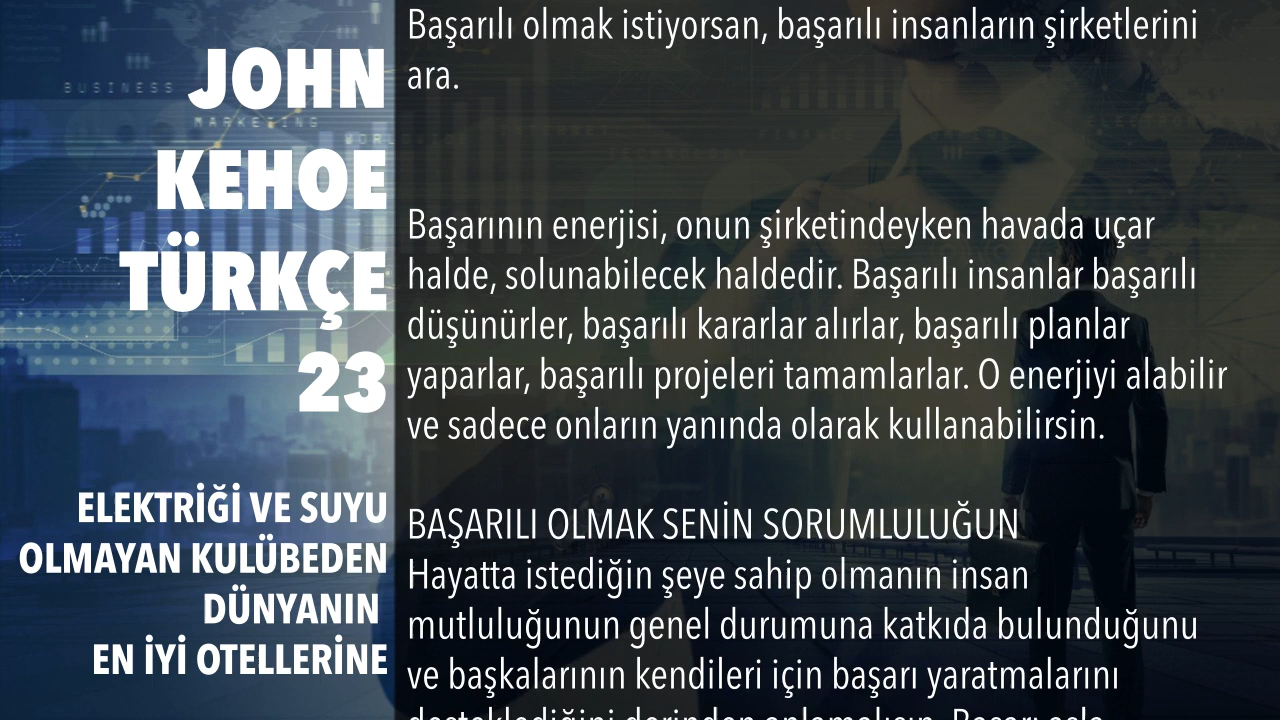 JOHN
KEHOE
TÜRKÇE
23
ELEKTRİĞİ VE SUYU
OLMAYAN KULÜBEDEN
DÜNYANIN
EN İYİ OTELLERİNE
Başarılı olmak istiyorsan, başarılı insanların şirketlerini
ara.
Başarının enerjisi, onun şirketindeyken havada uçar
halde, solunabilecek haldedir. Başarılı insanlar başarılı
düşünürler, başarılı kararlar alırlar, başarılı planlar
yaparlar, başarılı projeleri tamamlarlar. O enerjiyi alabilir
ve sadece onların yanında olarak kullanabilirsin.
BAŞARILI OLMAK SENİN SORUMLULUĞUN
Hayatta istediğin şeye sahip olmanın insan
mutluluğunun genel durumuna katkıda bulunduğunu
ve başkalarının kendileri için başarı yaratmalarını
BUSINESS
MARKETING